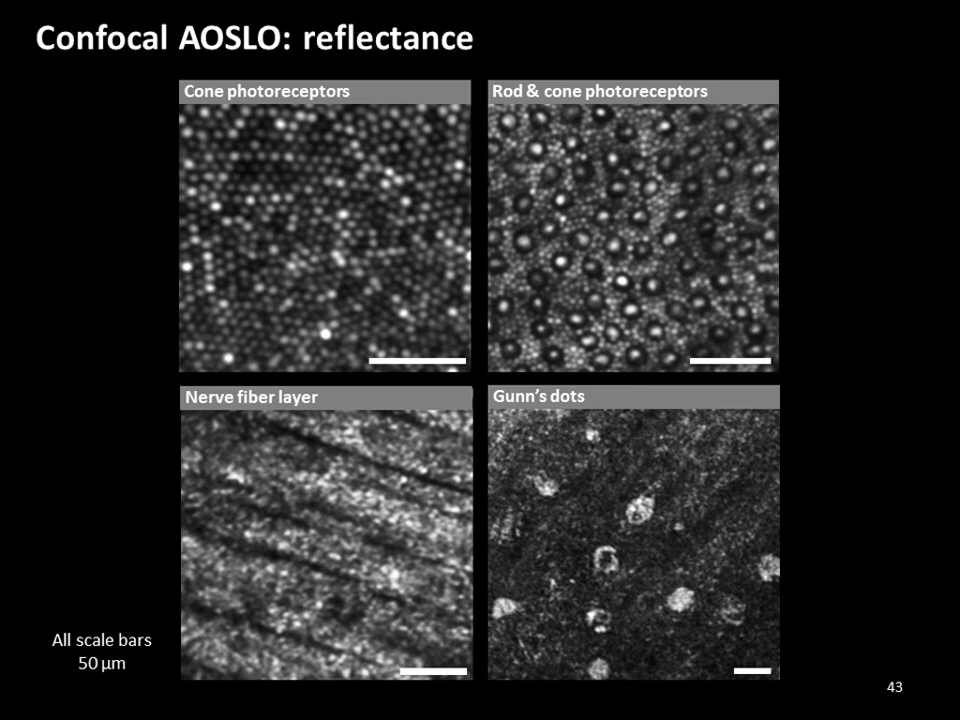 Confocal AOSLO: reflectance
Cone photoreceptors
Rod & cone photoreceptors
Nerve fiber layer
Gunn’s dots
All scale bars
50 µm
43